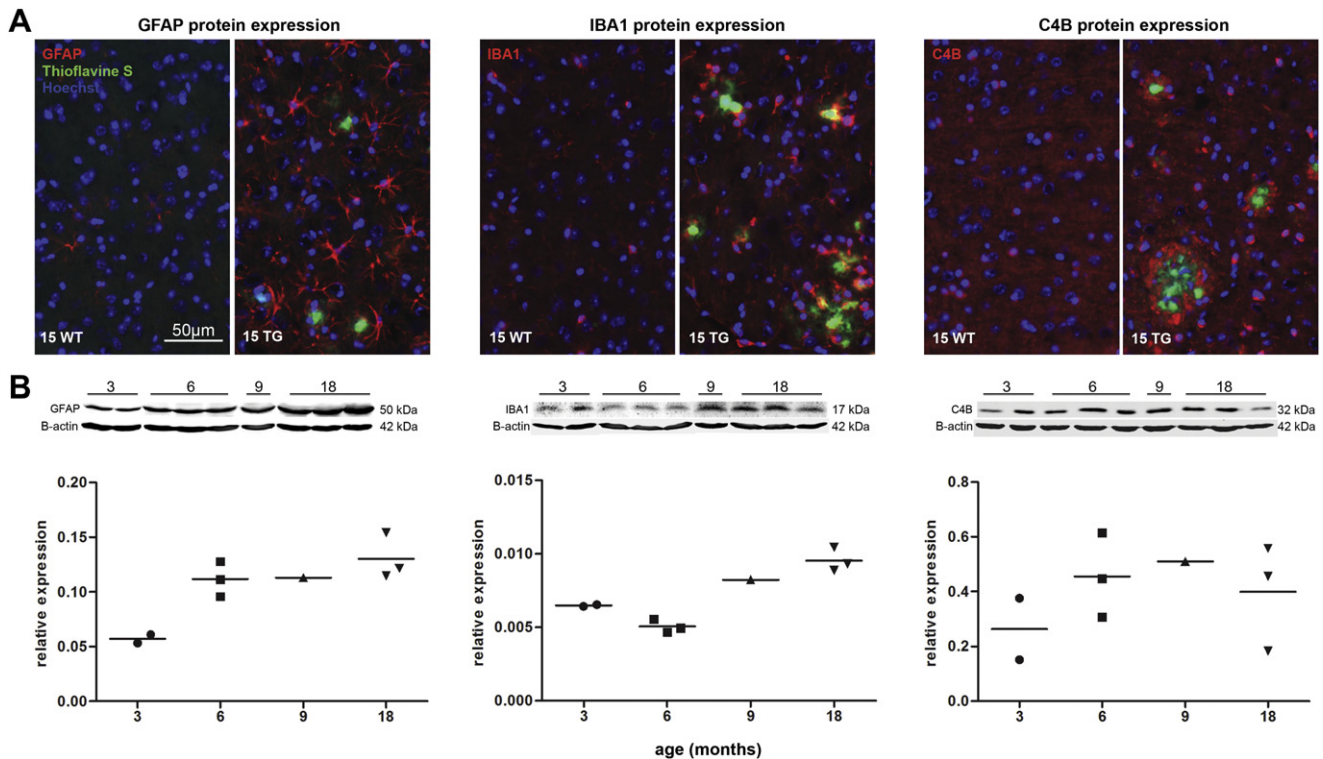 A
GFAP protein expression
IBA1 protein expression
C4B protein expression
GFAP
Thioflavine S
Hoechst
15 WT
50μm
15 TG
IBA1
15 WT
15 TG
C4B
15 WT
15 TG
B
3 6 9 18
GFAP 50 kDa
B-actin 42 kDa
3 6 9 18
IBA1 17 kDa
B-actin 42 kDa
3 6 9 18
C4B 32 kDa
B-actin 42 kDa
relative expression
0.20
0.15
0.10
0.05
0.00
3 6 9 18
relative expression
0.015
0.010
0.005
0.000
3 6 9 18
relative expression
0.8
0.6
0.4
0.2
0.0
3 6 9 18
age (months)